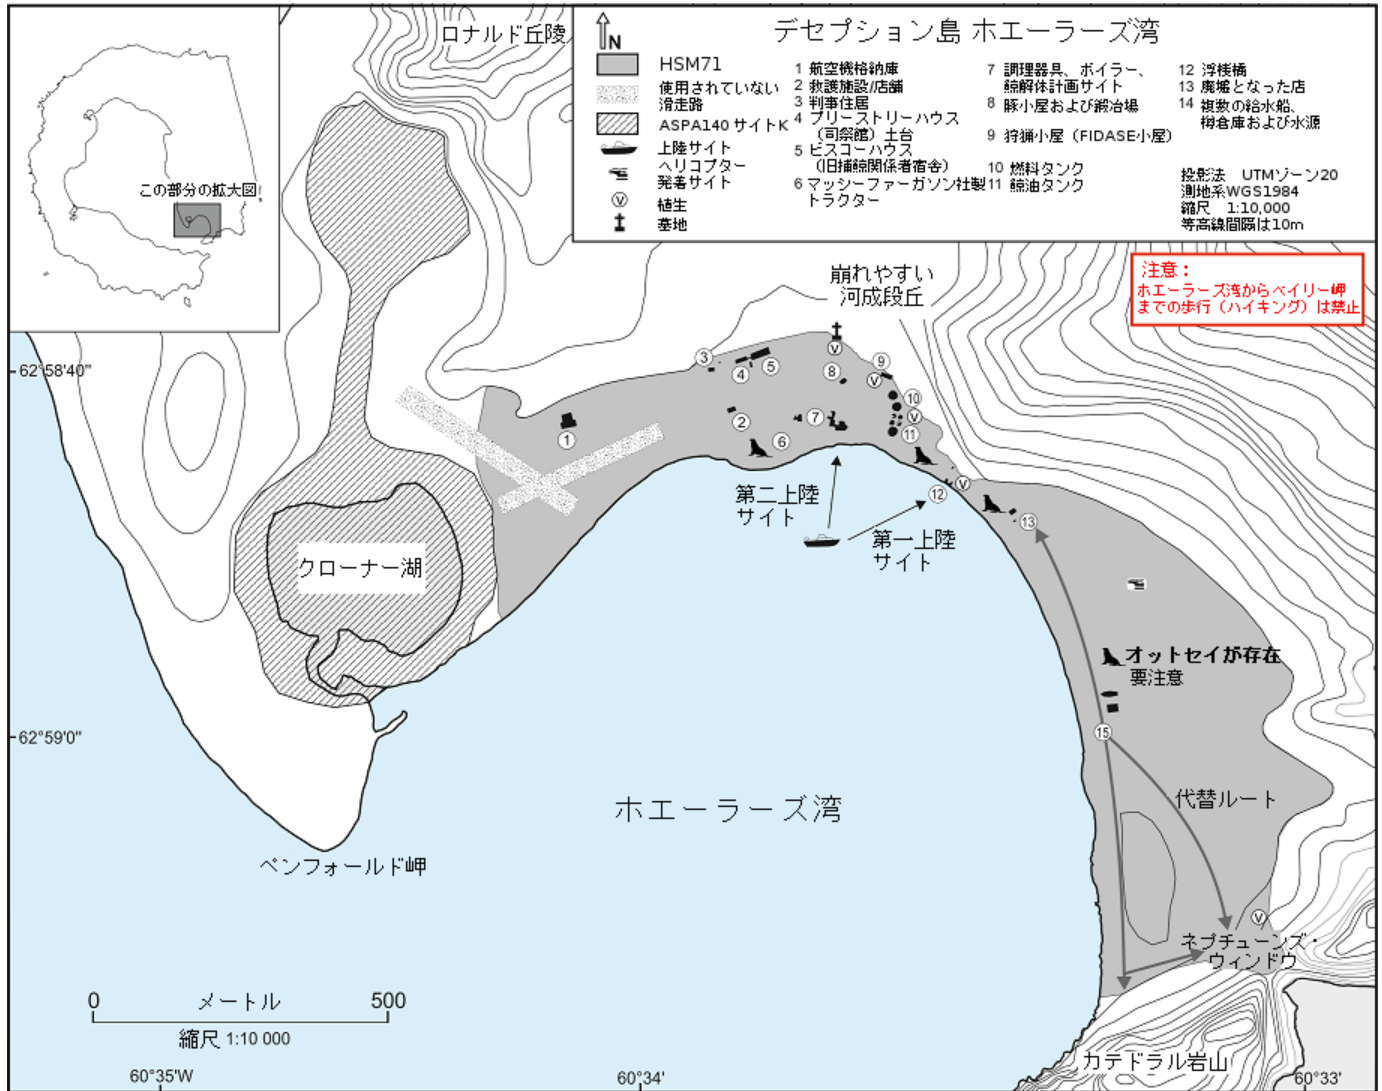 ロナルド丘陵
デセプション島 ホエーラーズ湾
N
HSM71
使用されていない
滑走路
ASPA140 サイトK
上陸サイト
ヘリコプター
発着サイト
植生
墓地
1 航空機格納庫
2 救護施設/店舗
3 判事住居
4 プリーストリーハウス
（司祭館）土台
5 ビスコーハウス
（旧捕鯨関係者宿舎）
6 マッシーファーガソン社製
トラクター
7 調理器具、ボイラー、
鯨解体計画サイト
8 豚小屋および鍛冶場
9 狩猟小屋（FIDASE小屋）
10 燃料タンク
11 鯨油タンク
12 浮桟橋
13 廃墟となった店
14 複数の給水船、
樽倉庫および水源
投影法 UTMゾーン20
測地系WGS1984
縮尺 1:10,000
等高線間隔は10m
この部分の拡大図
注意：
ホエーラーズ湾からベイリー岬
までの歩行（ハイキング）は禁止
崩れやすい
河成段丘
62°58'40"
3
4
5
V
8
9
V
10
V
11
1
2
6
7
12
V
13
第二上陸
サイト
第一上陸
サイト
クローナー湖
オットセイが存在
要注意
15
62°59'0"
代替ルート
ホエーラーズ湾
ペンフォールド岬
V
ネプチューンズ・
ウィンドウ
0 メートル 500
縮尺 1:10 000
カテドラル岩山
60°35'W
60°34'
60°33'